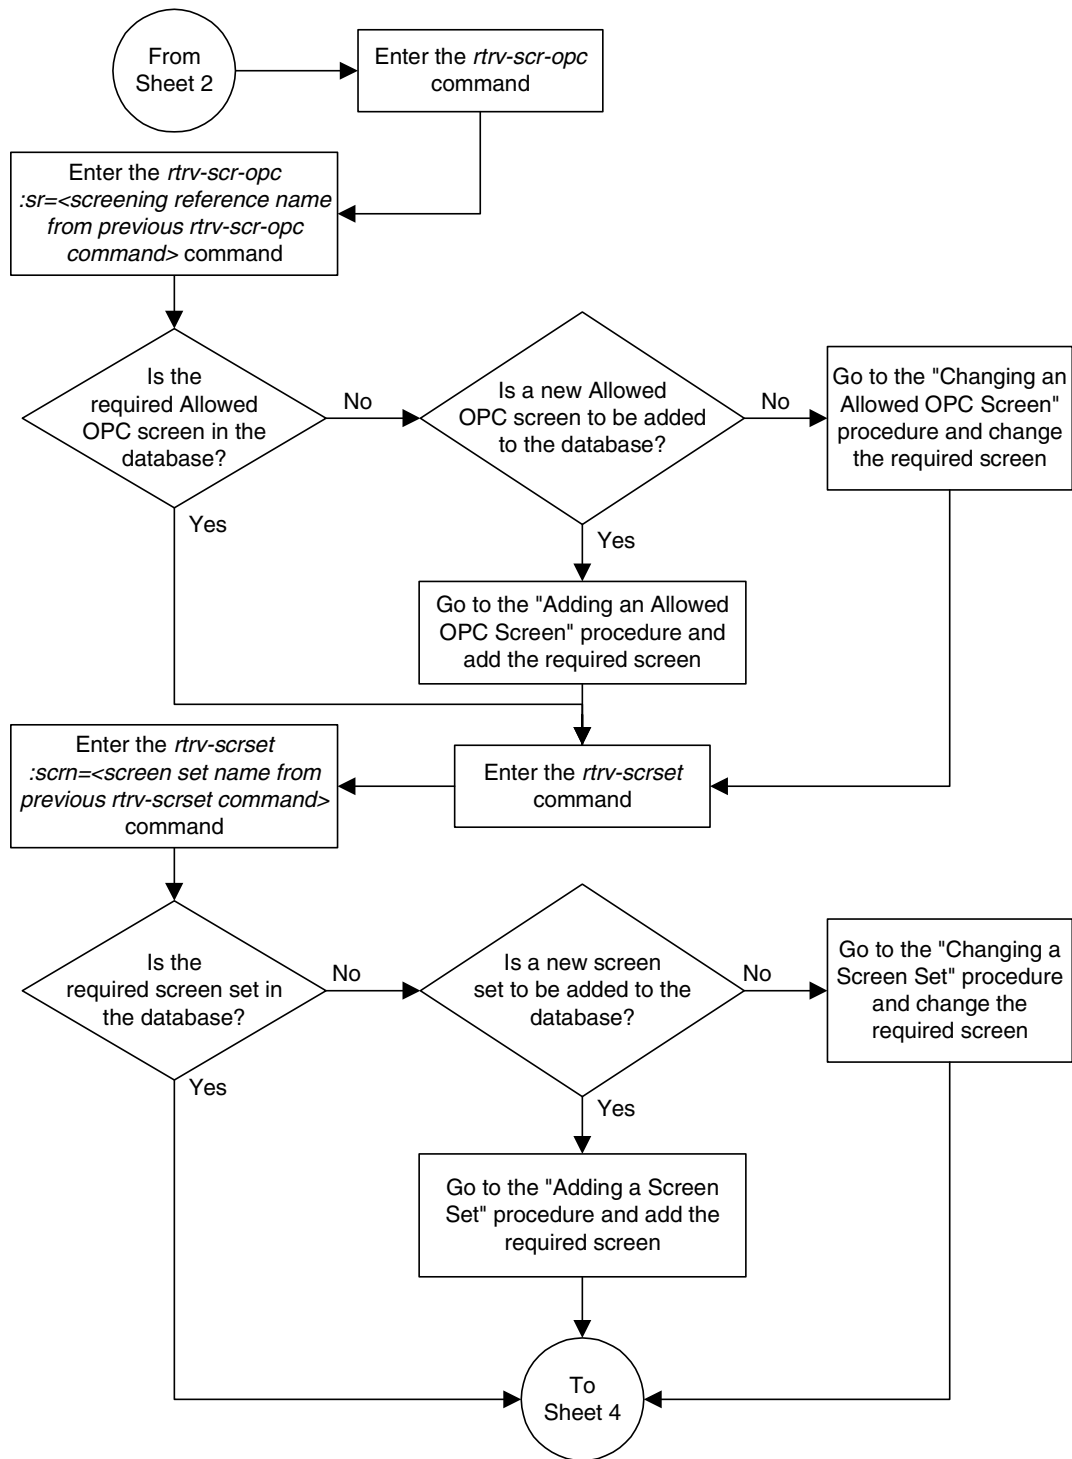 From
Sheet 2
Enter the rtrv-scr-opc
command
Enter the rtrv-scr-opc
:sr=<screening reference name
from previous rtrv-scr-opc
command> command
Is the
required Allowed
OPC screen in the
database?
No
Is a new Allowed
OPC screen to be added
to the database?
No
Go to the "Changing an
Allowed OPC Screen"
procedure and change
the required screen
Yes
Yes
Go to the "Adding an Allowed
OPC Screen" procedure and
add the required screen
Enter the rtrv-scrset
:scrn=<screen set name from
previous rtrv-scrset command>
command
Enter the rtrv-scrset
command
Is the
required screen set in
the database?
No
Is a new screen
set to be added to the
database?
No
Go to the "Changing a
Screen Set" procedure
and change the
required screen
Yes
Yes
Go to the "Adding a Screen
Set" procedure and add the
required screen
To
Sheet 4